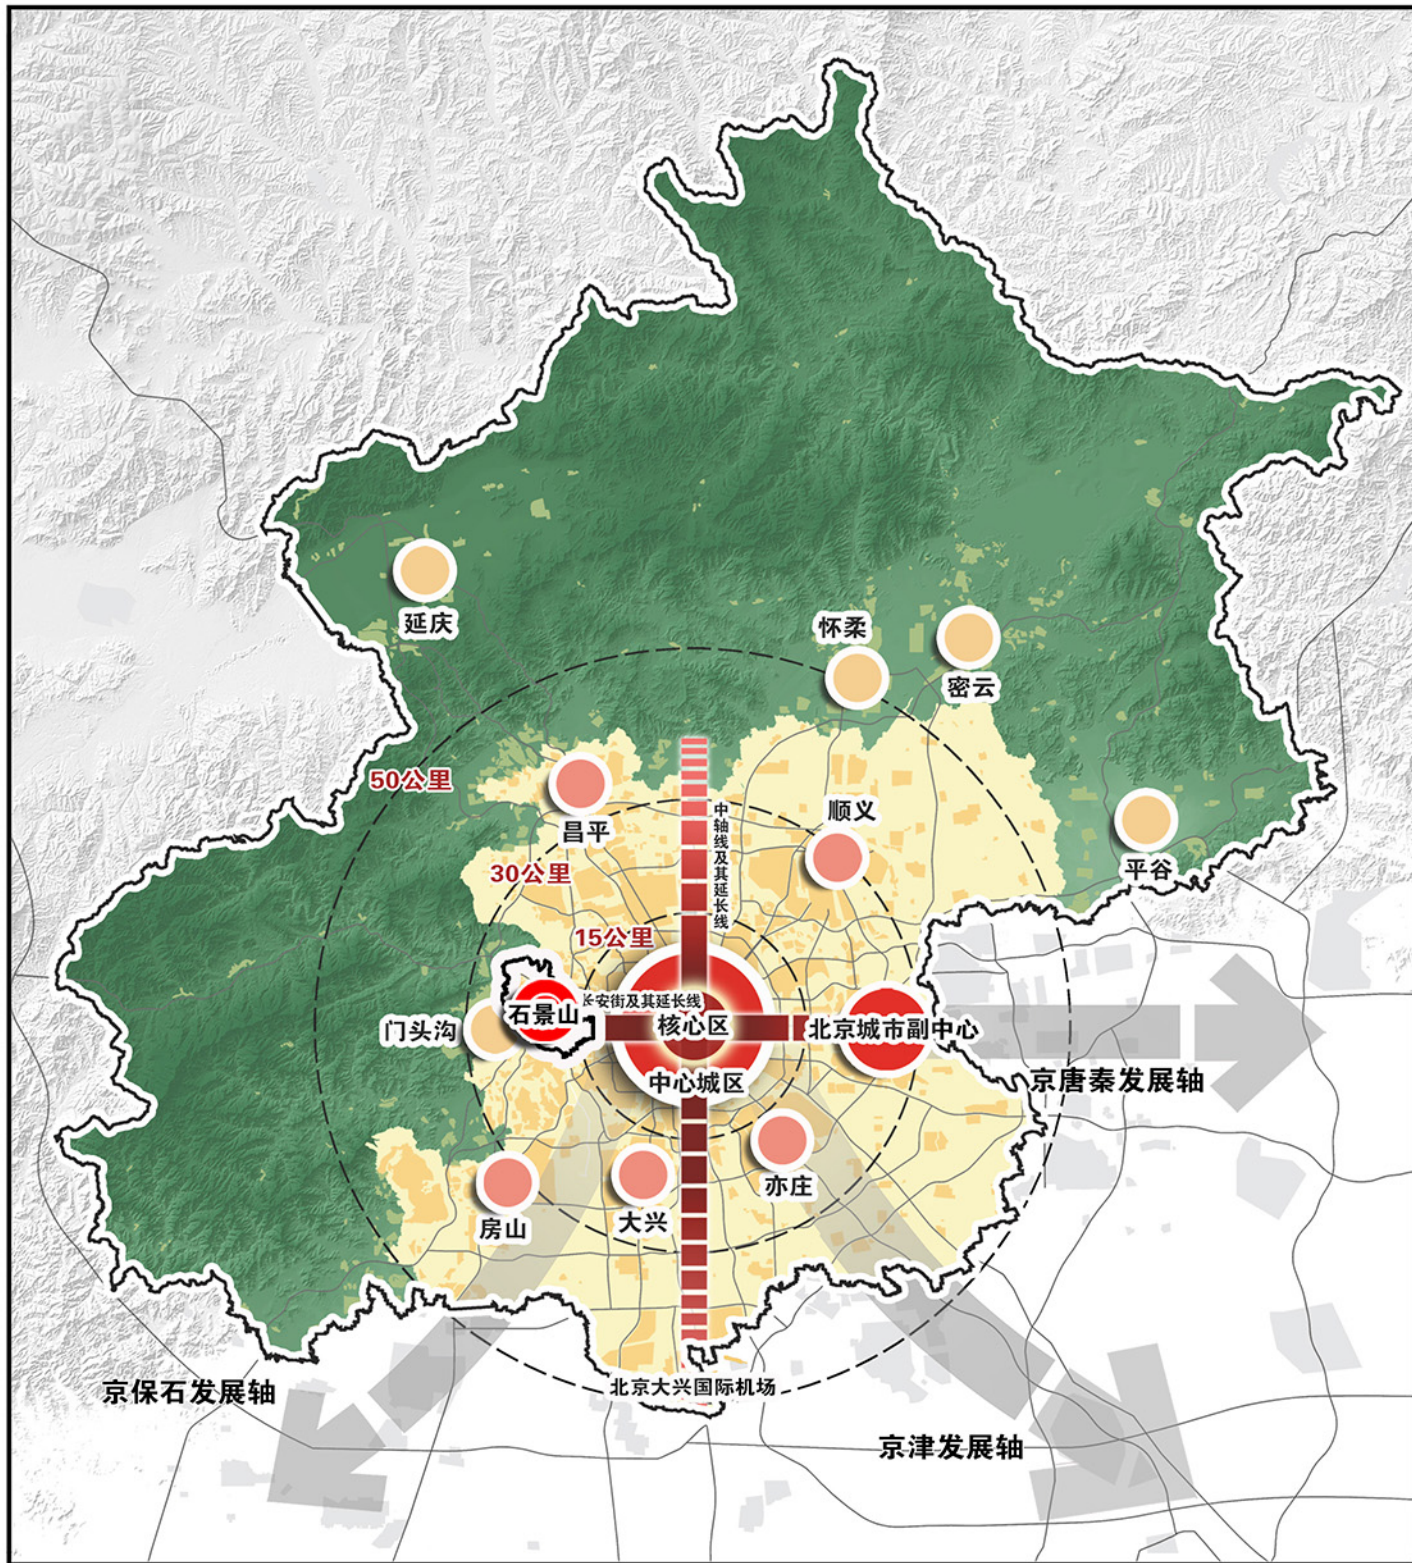 延庆
怀柔
密云
50公里
昌平
中轴线及其延长线
顺义
平谷
30公里
15公里
长安街及其延长线
石景山
门头沟
核心区
北京城市副中心
中心城区
京唐秦发展轴
亦庄
房山
大兴
北京大兴国际机场
京保石发展轴
京津发展轴